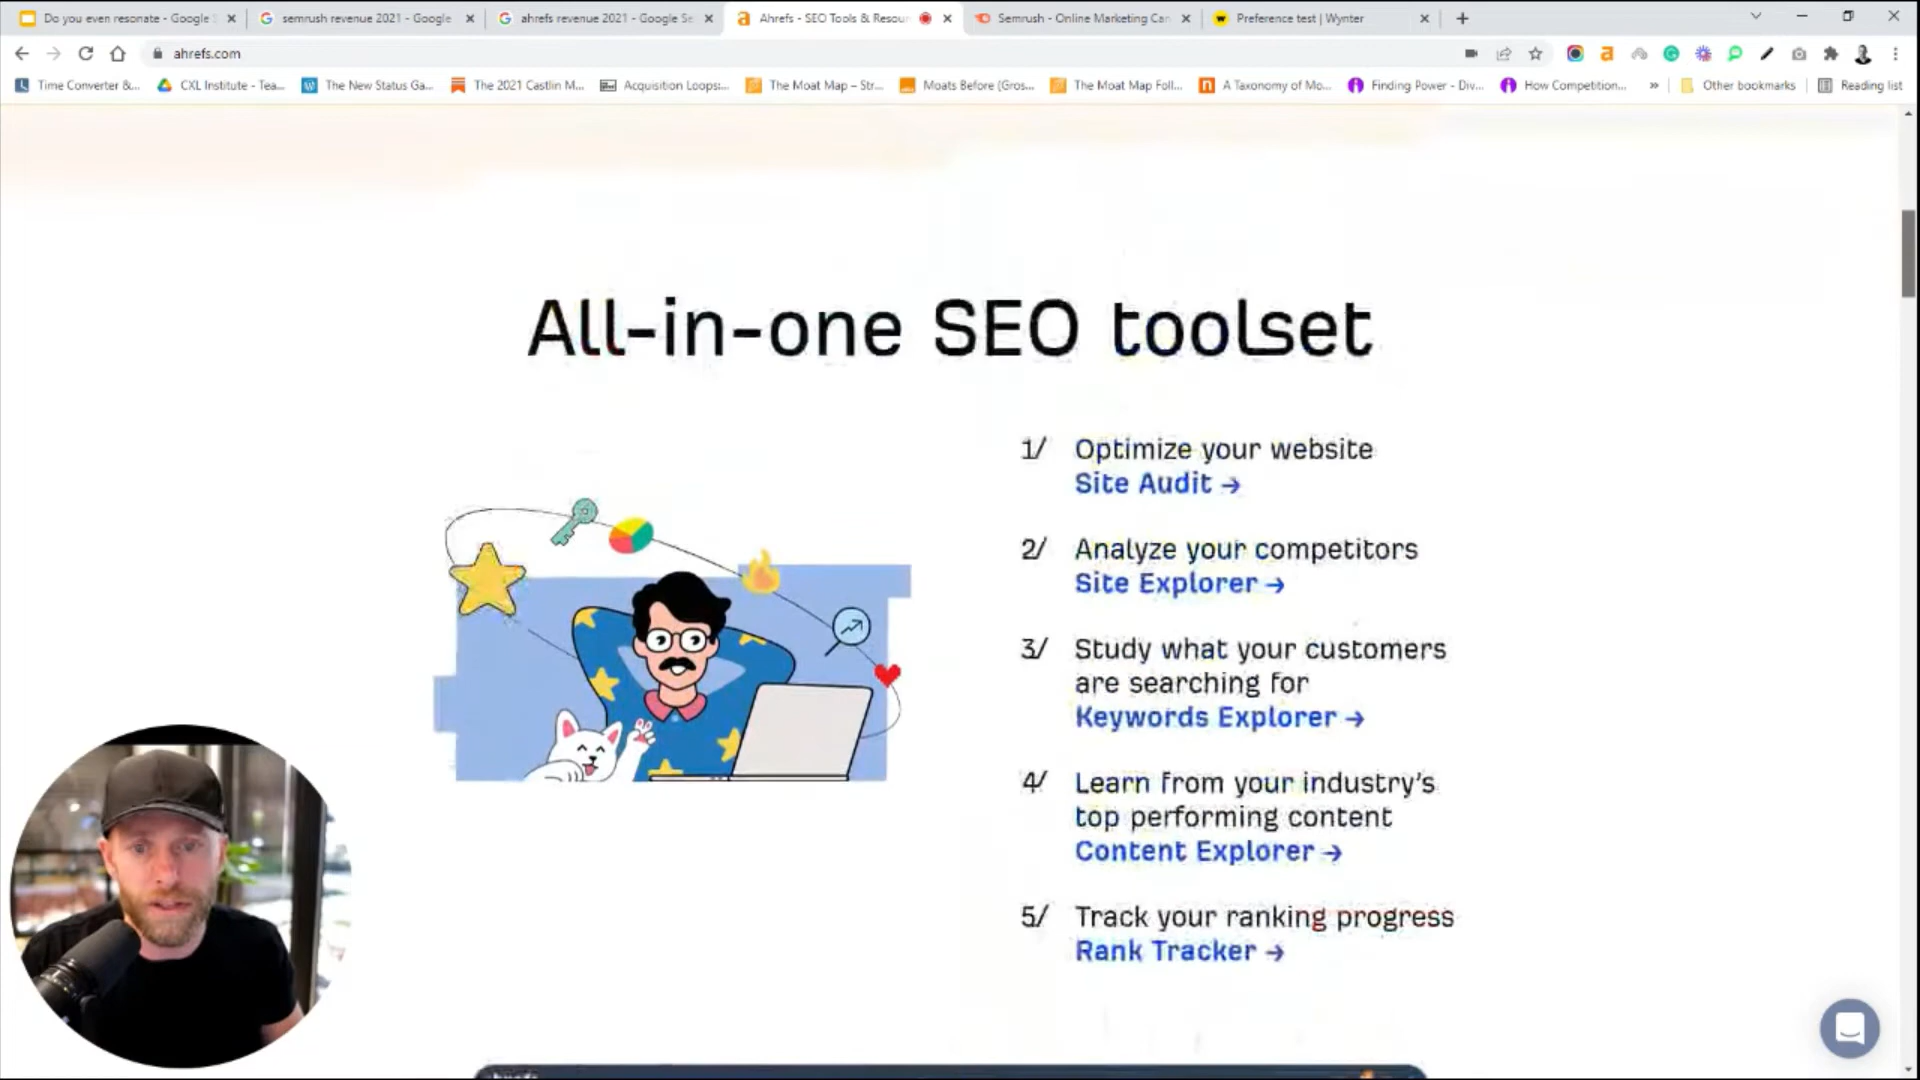 Do you even resonate - Google S
semrush revenue 2021 - Google
ahrefs revenue 2021 - Google Se
Ahrefs - SEO Tools & Resour
Semrush - Online Marketing Can
Preference test | Wynter
ahrefs.com
Time Converter &...
CXL Institute - Tea...
The New Status Ga...
The 2021 Castlin M...
Acquisition Loops:...
The Moat Map – Str...
Moats Before (Gros...
The Moat Map Foll...
A Taxonomy of Mo...
Finding Power - Div...
How Competition...
Other bookmarks
Reading list
All-in-one SEO toolset
1/ Optimize your website
Site Audit →
2/ Analyze your competitors
Site Explorer →
3/ Study what your customers
are searching for
Keywords Explorer →
4/ Learn from your industry's
top performing content
Content Explorer →
5/ Track your ranking progress
Rank Tracker →